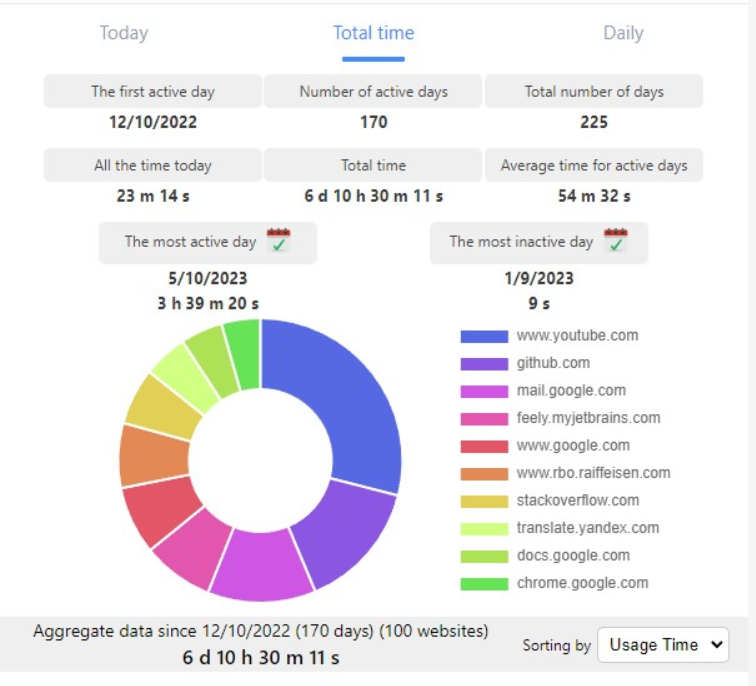 Today Total time Daily
The first active day Number of active days Total number of days
12/10/2022 170 225
All the time today Total time Average time for active days
23 m 14 s 6 d 10 h 30 m 11 s 54 m 32 s
The most active day The most inactive day
5/10/2023 1/9/2023
3 h 39 m 20 s 9 s
www.youtube.com
github.com
mail.google.com
feely.myjetbrains.com
www.google.com
www.rbo.raiffeisen.com
stackoverflow.com
translate.yandex.com
docs.google.com
chrome.google.com
Aggregate data since 12/10/2022 (170 days) (100 websites)
6 d 10 h 30 m 11 s
Sorting by Usage Time